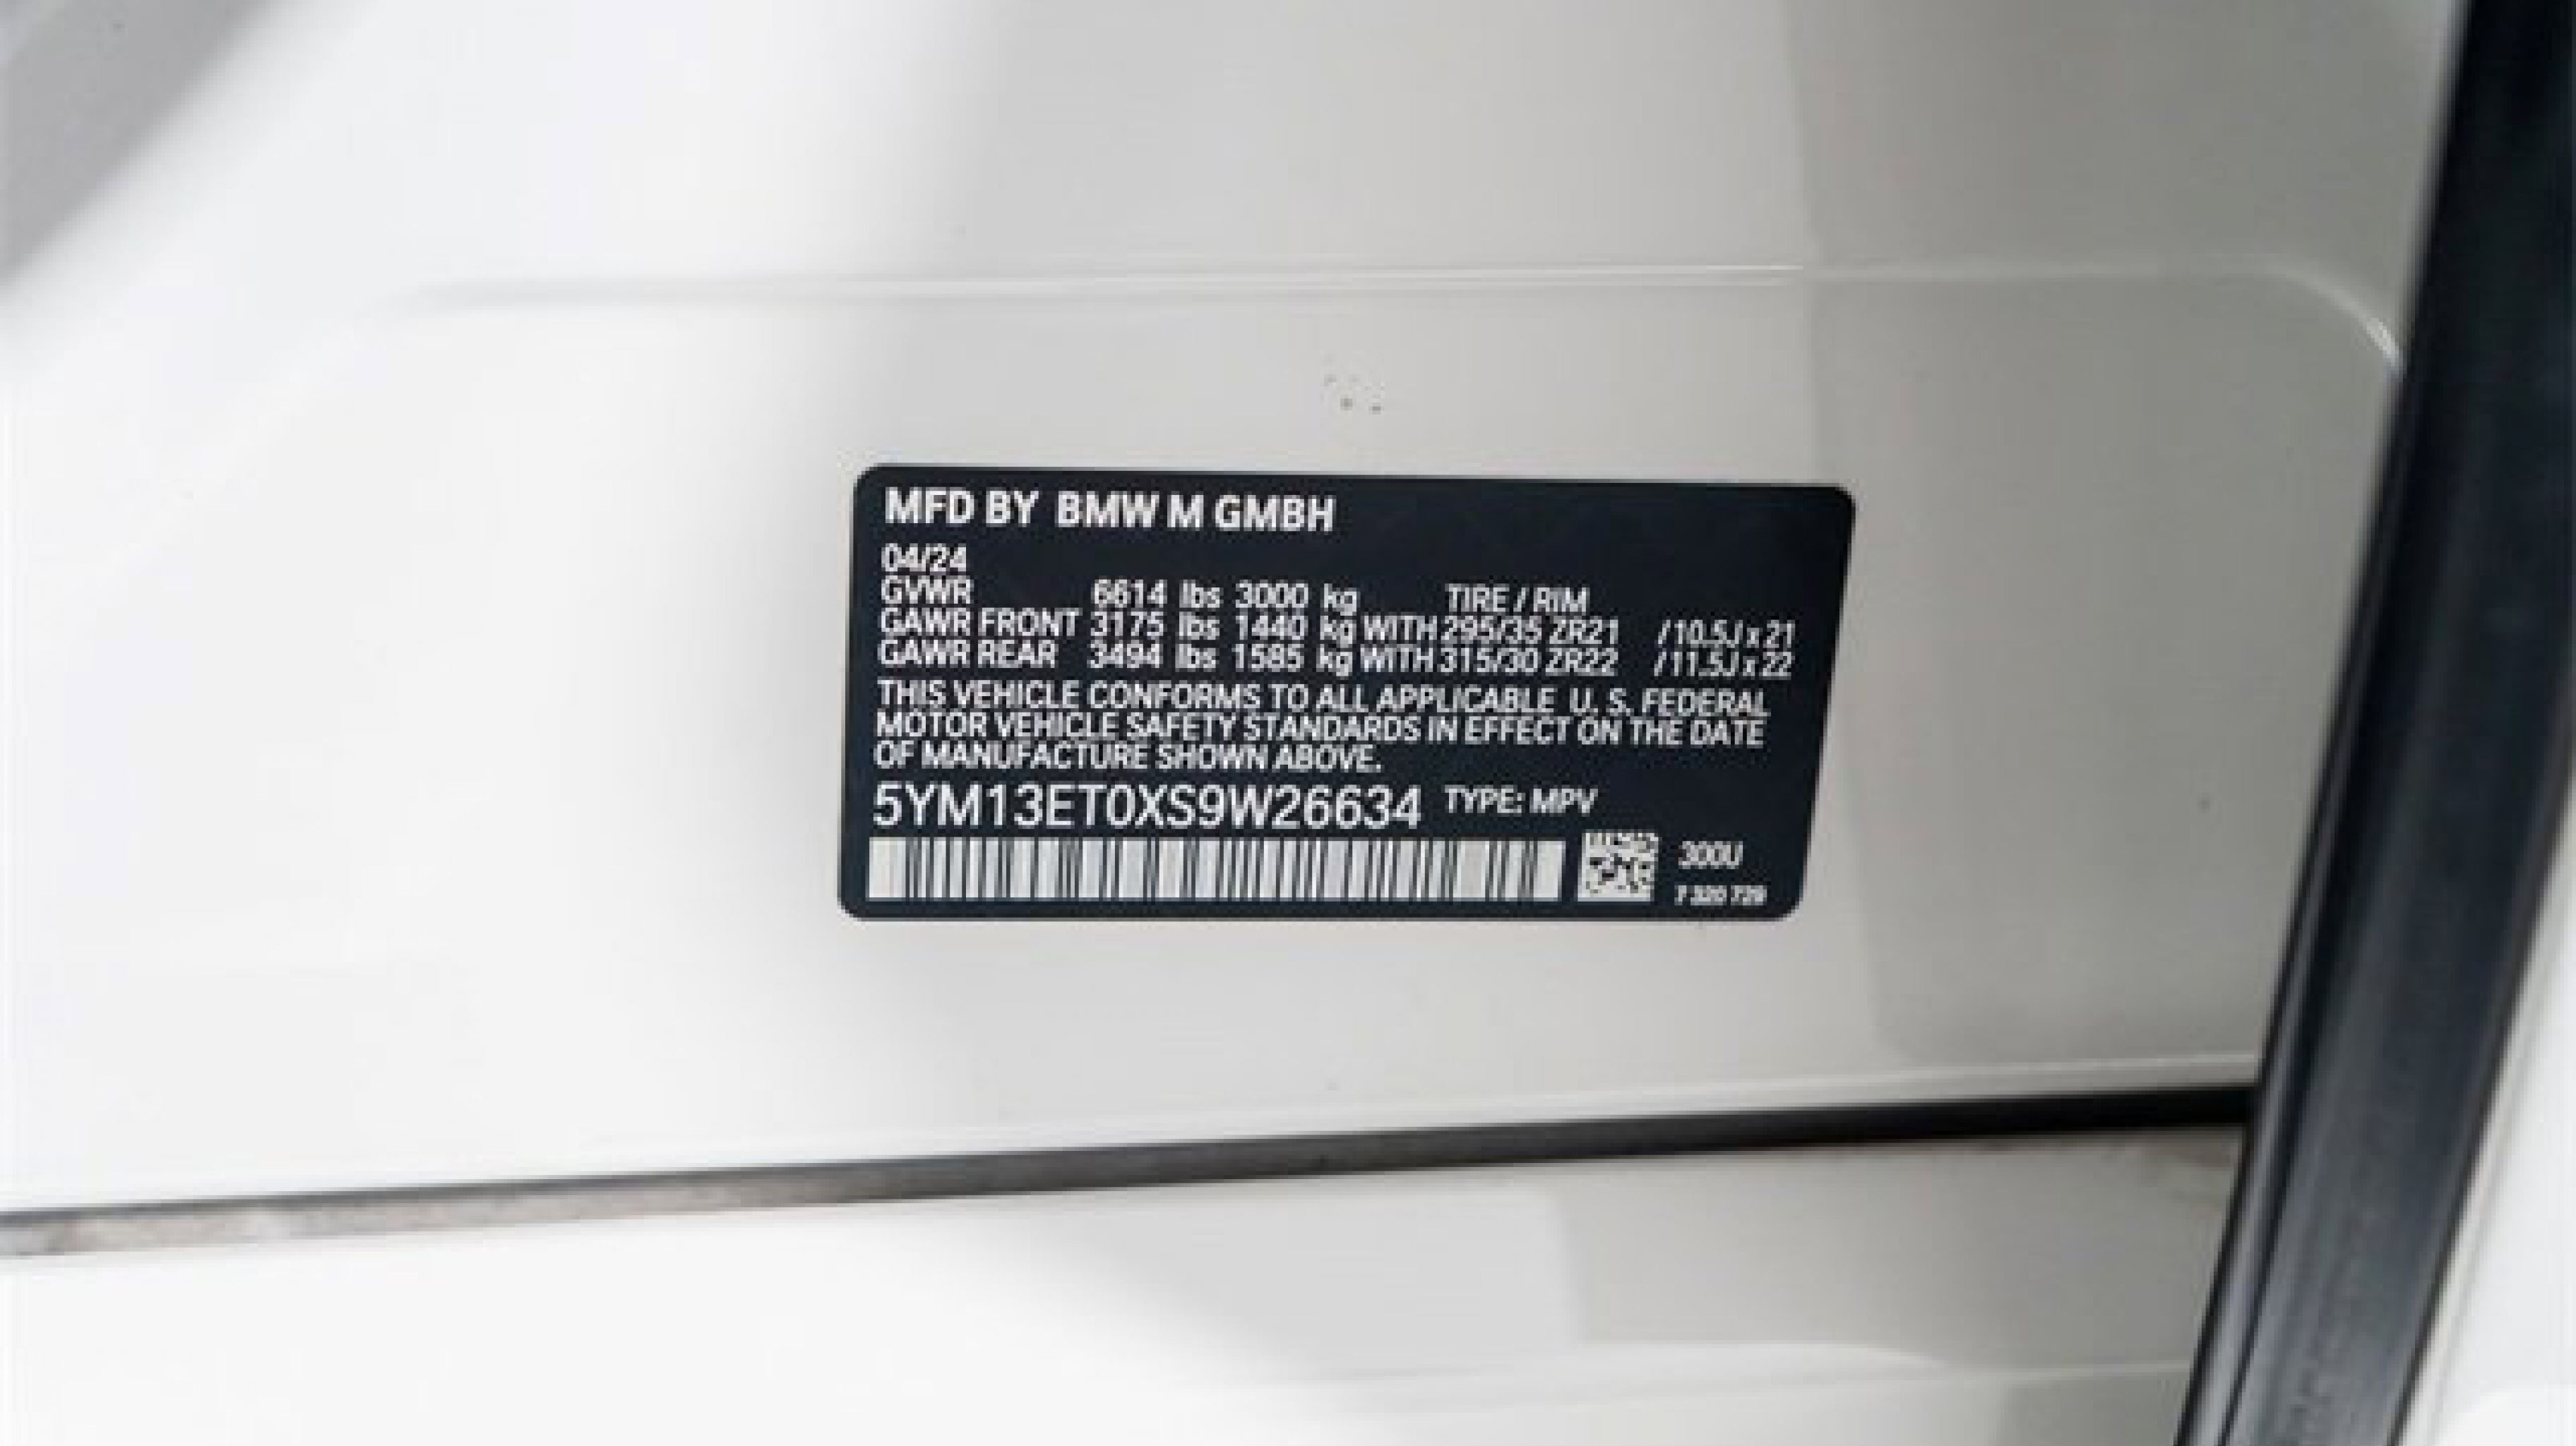 MFD BY BMW M GMBH
04/24
GVWR 6614 lbs 3000 kg TIRE / RIM
GAWR FRONT 3175 lbs 1440 kg WITH 295/35 ZR21 / 10.5J x 21
GAWR REAR 3494 lbs 1585 kg WITH 315/30 ZR22 / 11.5J x 22
THIS VEHICLE CONFORMS TO ALL APPLICABLE U. S. FEDERAL
MOTOR VEHICLE SAFETY STANDARDS IN EFFECT ON THE DATE
OF MANUFACTURE SHOWN ABOVE.
5YM13ET0XS9W26634 TYPE: MPV
300U
7 320 729